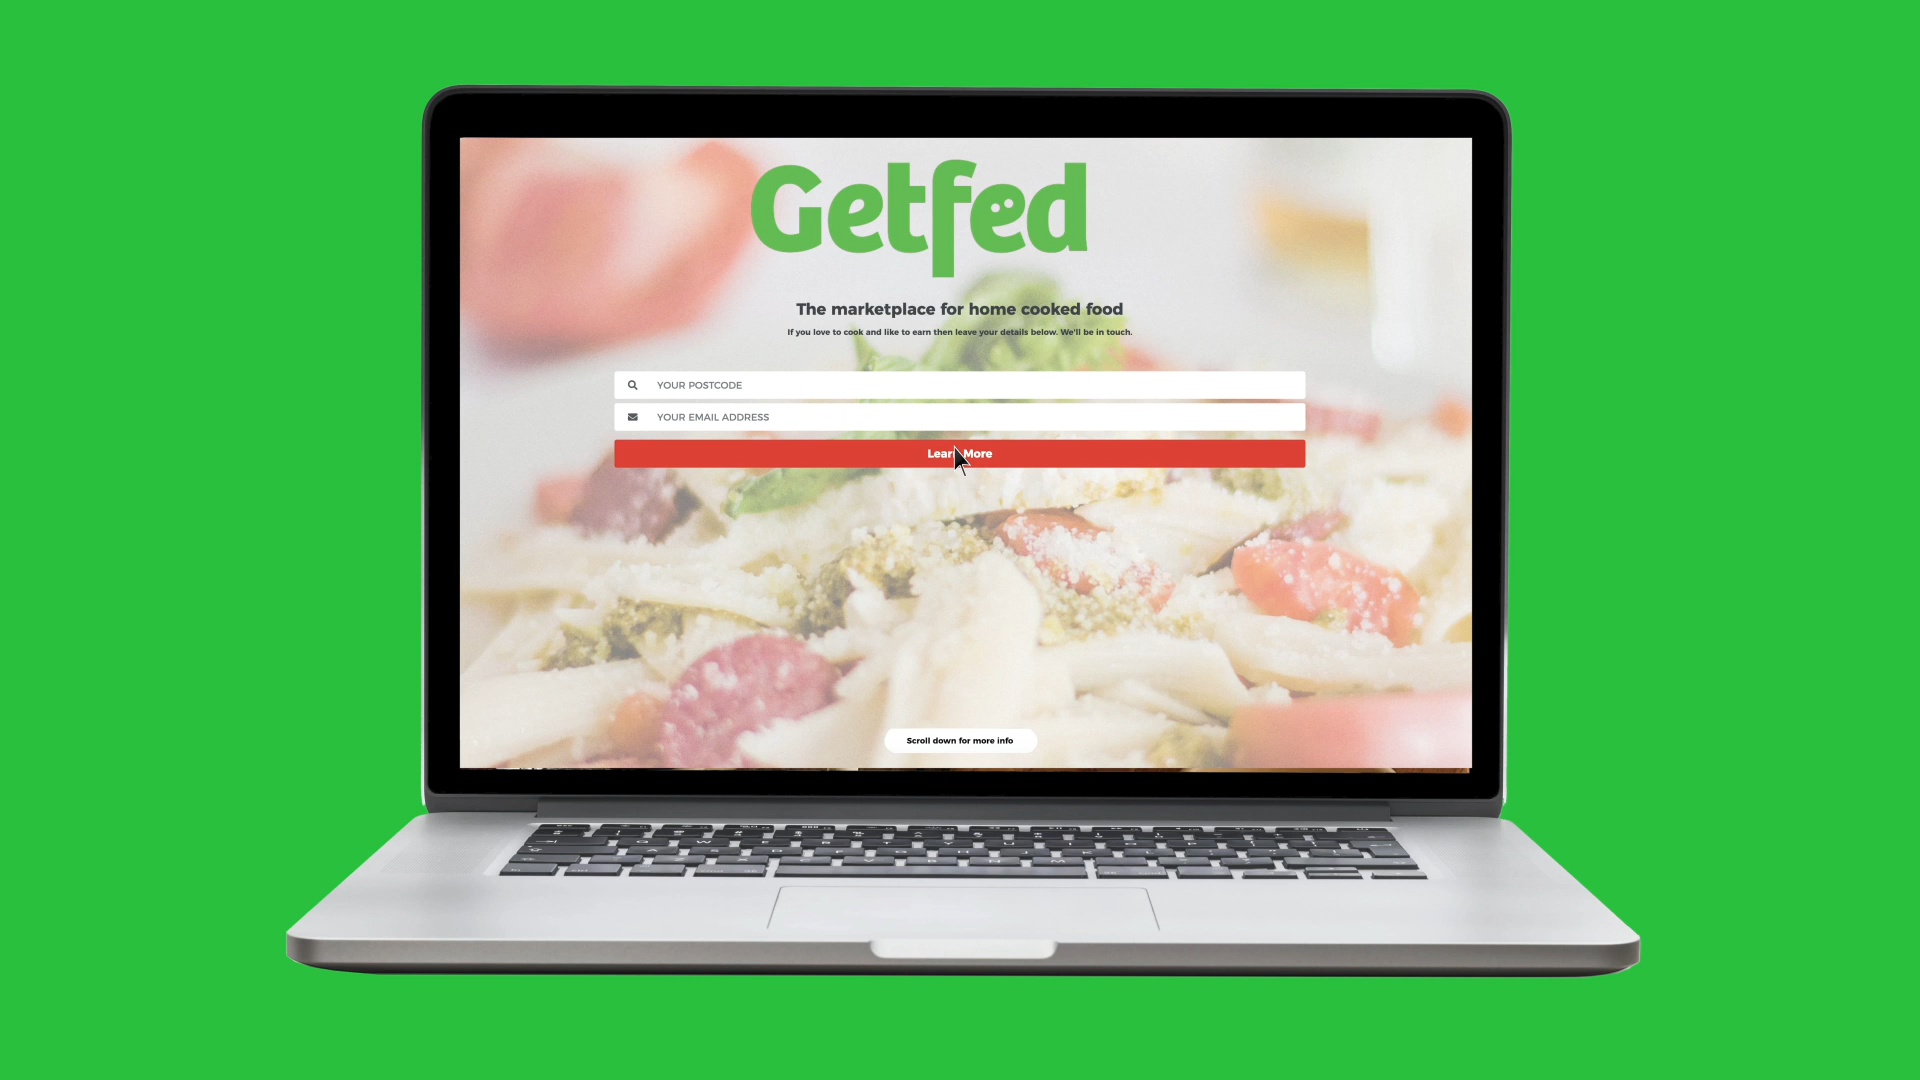 Getfed
The marketplace for home cooked food
If you love to cook and like to earn then leave your details below. We'll be in touch.
YOUR POSTCODE
YOUR EMAIL ADDRESS
Learn More
Scroll down for more info